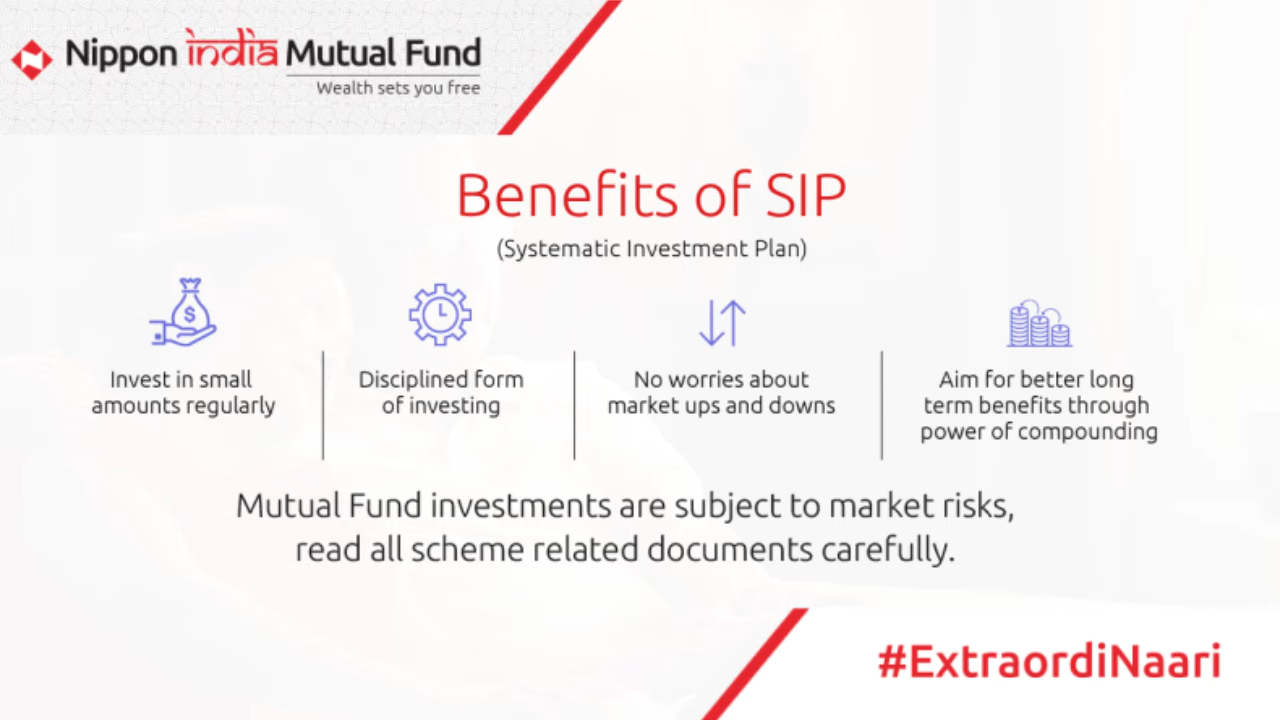 Nippon india Mutual Fund
Wealth sets you free
Benefits of SIP
(Systematic Investment Plan)
$
Invest in small
amounts regularly
Disciplined form
of investing
No worries about
market ups and downs
Aim for better long
term benefits through
power of compounding
Mutual Fund investments are subject to market risks,
read all scheme related documents carefully.
#ExtraordiNaari